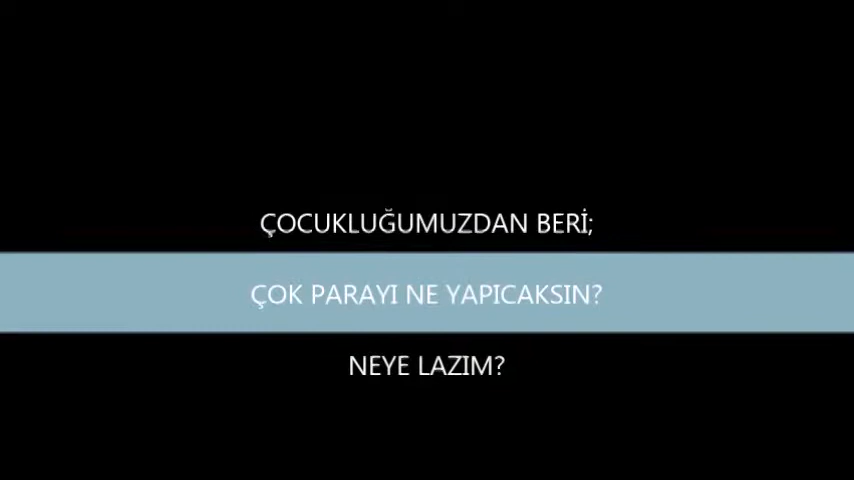 ÇOCUKLUĞUMUZDAN BERİ;
ÇOK PARAYI NE YAPICAKSIN?
NEYE LAZIM?